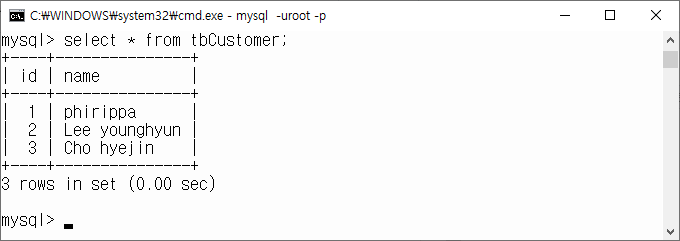 C:₩WINDOWS₩system32₩cmd.exe - mysql  -uroot -p
mysql> select * from tbCustomer;
+----+---------------+
| id | name          |
+----+---------------+
|  1 | phirippa      |
|  2 | Lee younghyun |
|  3 | Cho hyejin    |
+----+---------------+
3 rows in set (0.00 sec)
mysql> _